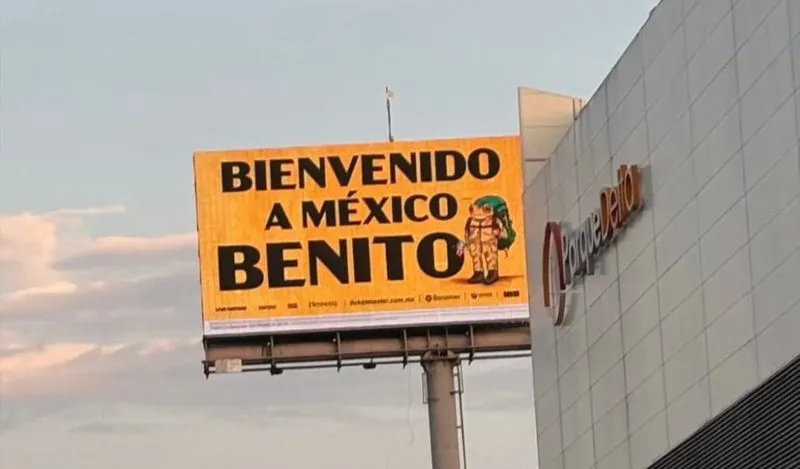 BIENVENIDO
A MÉXICO
BENITO
ticketmaster.com.mx
Parque Delta